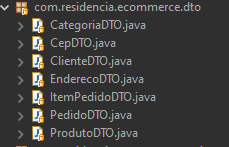 com.residencia.ecommerce.dto
CategoriaDTO.java
CepDTO.java
ClienteDTO.java
EnderecoDTO.java
ItemPedidoDTO.java
PedidoDTO.java
ProdutoDTO.java